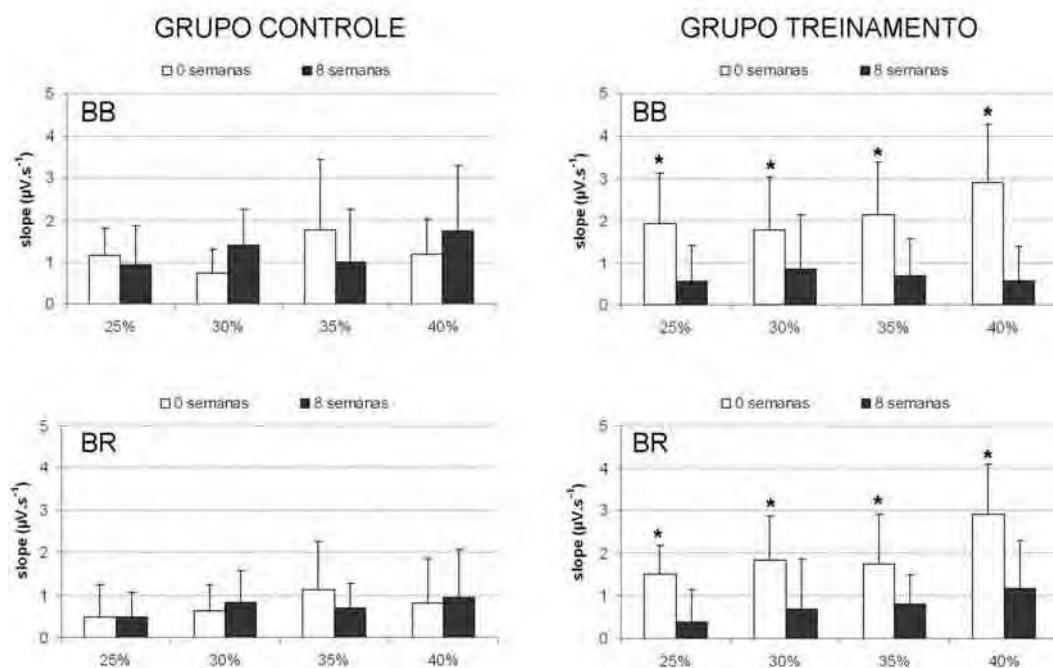 GRUPO CONTROLE
GRUPO TREINAMENTO
0 semanas 8 semanas
BB
slope (µV.s⁻¹)
5
4
3
2
1
0
25% 30% 35% 40%
0 semanas 8 semanas
BB
slope (µV.s⁻¹)
5
4
3
2
1
0
* * * *
25% 30% 35% 40%
0 semanas 8 semanas
BR
slope (µV.s⁻¹)
5
4
3
2
1
0
25% 30% 35% 40%
0 semanas 8 semanas
BR
slope (µV.s⁻¹)
5
4
3
2
1
0
* * * *
25% 30% 35% 40%